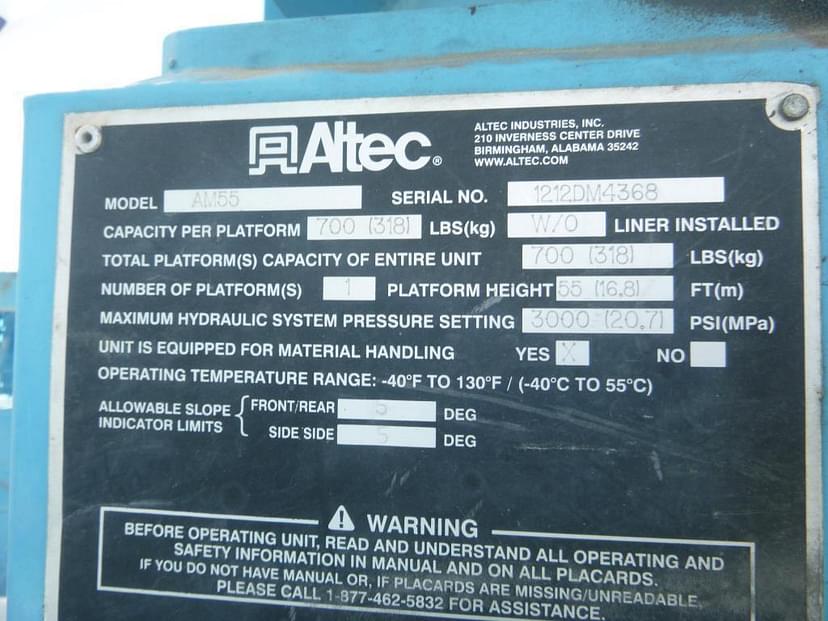 Altec®
ALTEC INDUSTRIES, INC.
210 INVERNESS CENTER DRIVE
BIRMINGHAM, ALABAMA 35242
WWW.ALTEC.COM
MODEL AM55 SERIAL NO. 1212DM4368
CAPACITY PER PLATFORM 700 (318) LBS(kg) W/O LINER INSTALLED
TOTAL PLATFORM(S) CAPACITY OF ENTIRE UNIT 700 (318) LBS(kg)
NUMBER OF PLATFORM(S) 1 PLATFORM HEIGHT 55 (16.8) FT(m)
MAXIMUM HYDRAULIC SYSTEM PRESSURE SETTING 3000 (20.7) PSI(MPa)
UNIT IS EQUIPPED FOR MATERIAL HANDLING YES X NO
OPERATING TEMPERATURE RANGE: -40°F TO 130°F / (-40°C TO 55°C)
ALLOWABLE SLOPE INDICATOR LIMITS { FRONT/REAR 5 DEG
SIDE/SIDE 5 DEG
WARNING
BEFORE OPERATING UNIT, READ AND UNDERSTAND ALL OPERATING AND
SAFETY INFORMATION IN MANUAL AND ON ALL PLACARDS.
IF YOU DO NOT HAVE MANUAL OR, IF PLACARDS ARE MISSING/UNREADABLE,
PLEASE CALL 1-877-462-5832 FOR ASSISTANCE.